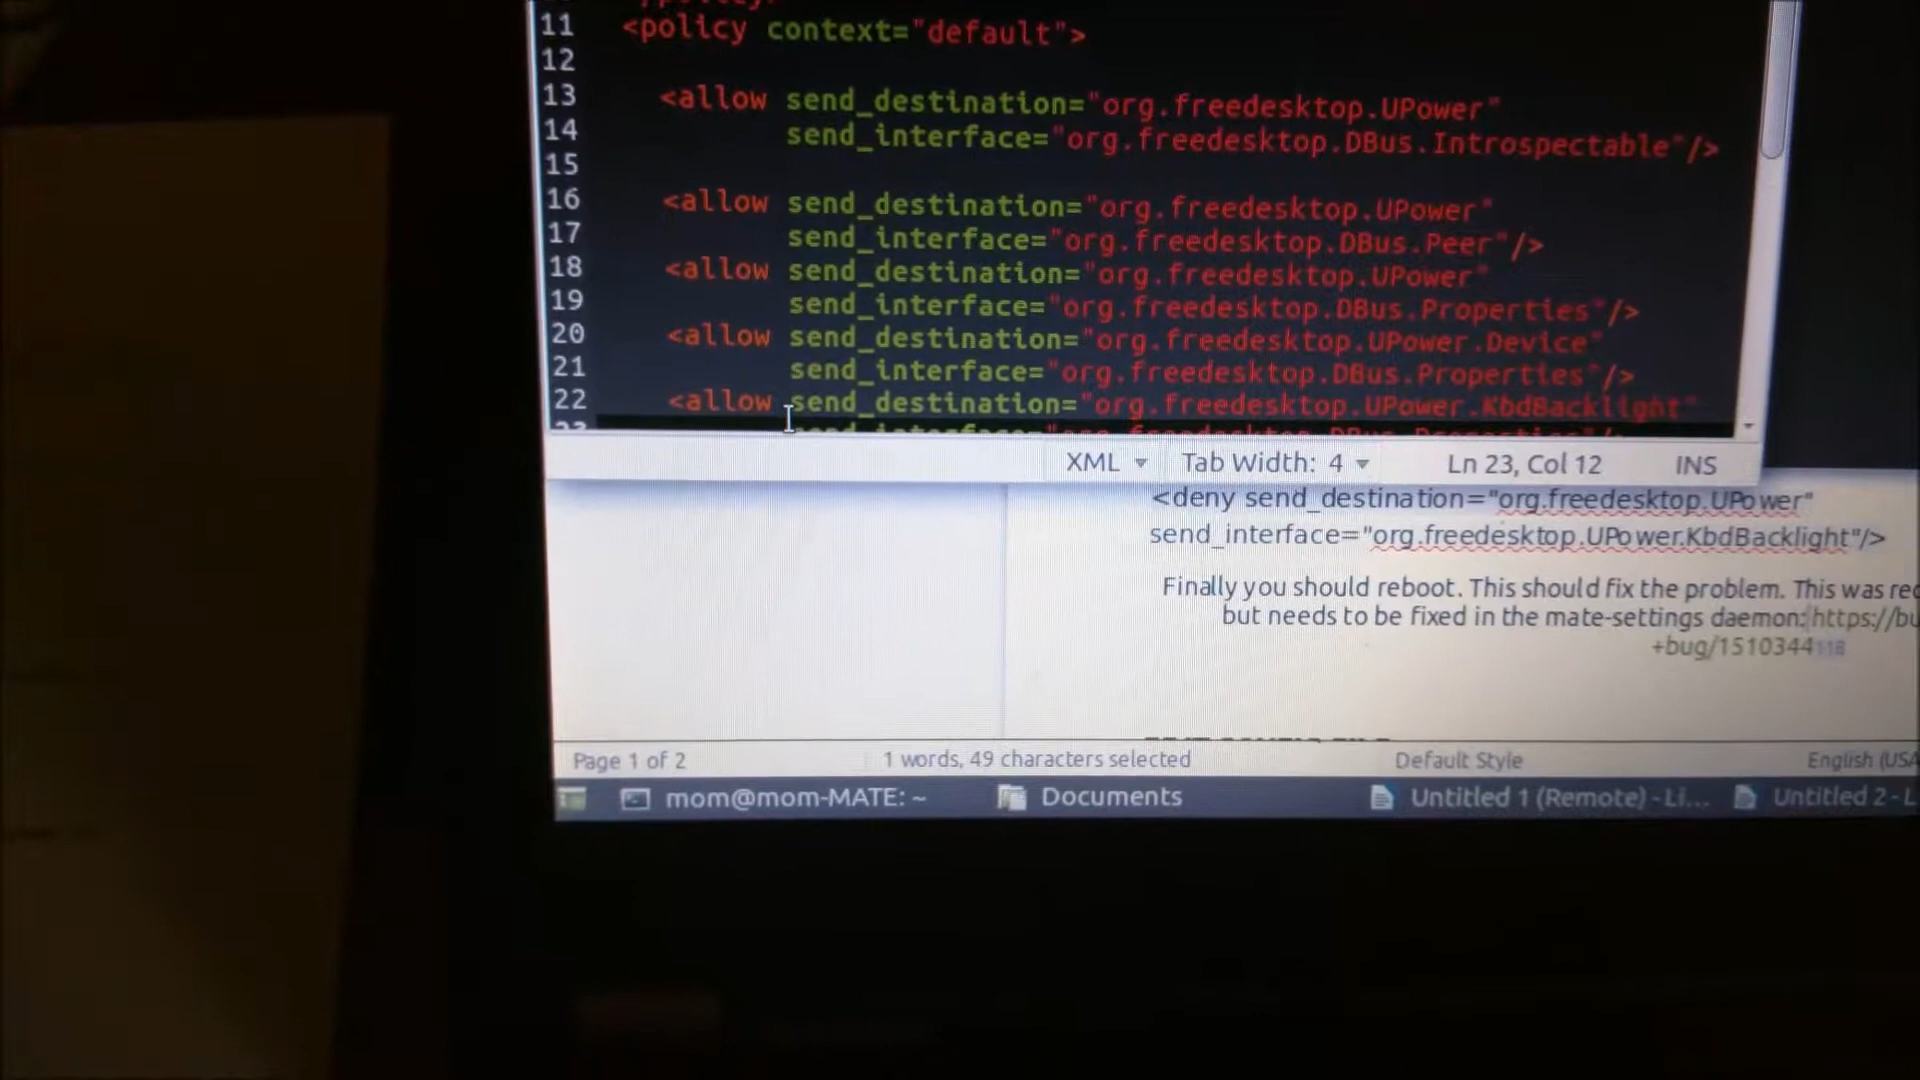 11 <policy context="default">
12
13 <allow send_destination="org.freedesktop.UPower"
14 send_interface="org.freedesktop.DBus.Introspectable"/>
15
16 <allow send_destination="org.freedesktop.UPower"
17 send_interface="org.freedesktop.DBus.Peer"/>
18 <allow send_destination="org.freedesktop.UPower"
19 send_interface="org.freedesktop.DBus.Properties"/>
20 <allow send_destination="org.freedesktop.UPower.Device"
21 send_interface="org.freedesktop.DBus.Properties"/>
22 <allow send_destination="org.freedesktop.UPower.KbdBacklight"
XML Tab Width: 4 Ln 23, Col 12 INS
<deny send_destination="org.freedesktop.UPower"
send_interface="org.freedesktop.UPower.KbdBacklight"/>
Finally you should reboot. This should fix the problem. This was
but needs to be fixed in the mate-settings daemon: https://bu
+bug/1510344 118
Page 1 of 2 1 words, 49 characters selected Default Style English (USA
mom@mom-MATE: ~ Documents Untitled 1 (Remote) - Li... Untitled 2 - L